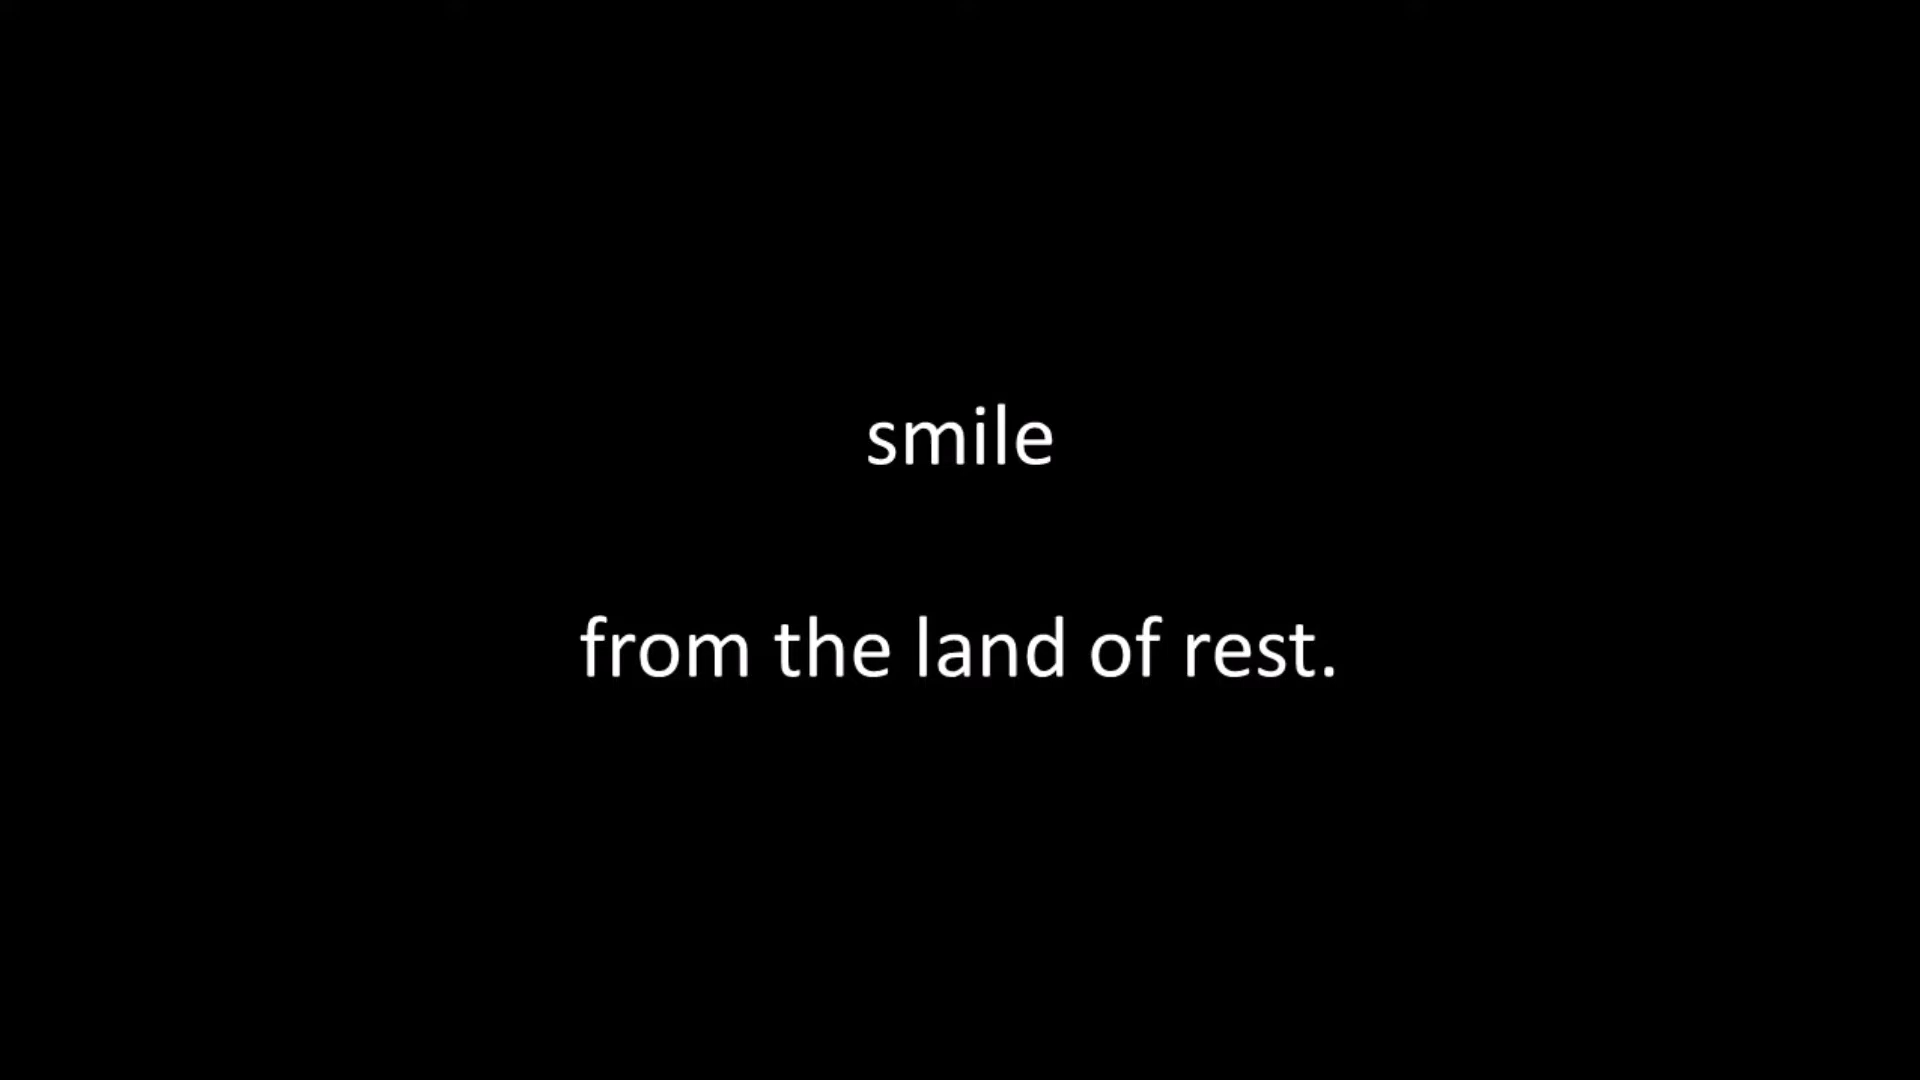 smile
from the land of rest.